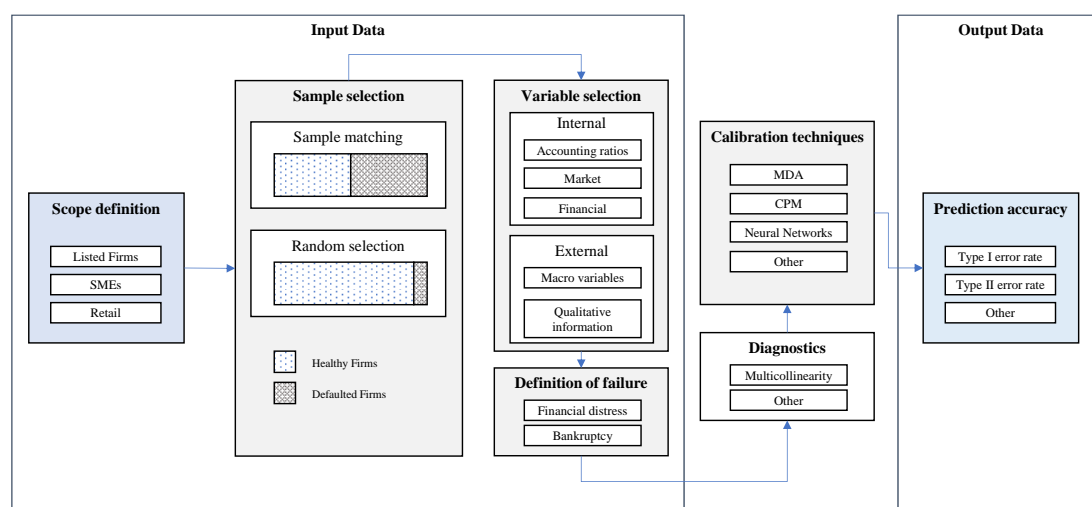 Input Data
Output Data
Scope definition
Listed Firms
SMEs
Retail
Sample selection
Sample matching
Random selection
Healthy Firms
Defaulted Firms
Variable selection
Internal
Accounting ratios
Market
Financial
External
Macro variables
Qualitative
information
Definition of failure
Financial distress
Bankruptcy
Calibration techniques
MDA
CPM
Neural Networks
Other
Diagnostics
Multicollinearity
Other
Prediction accuracy
Type I error rate
Type II error rate
Other